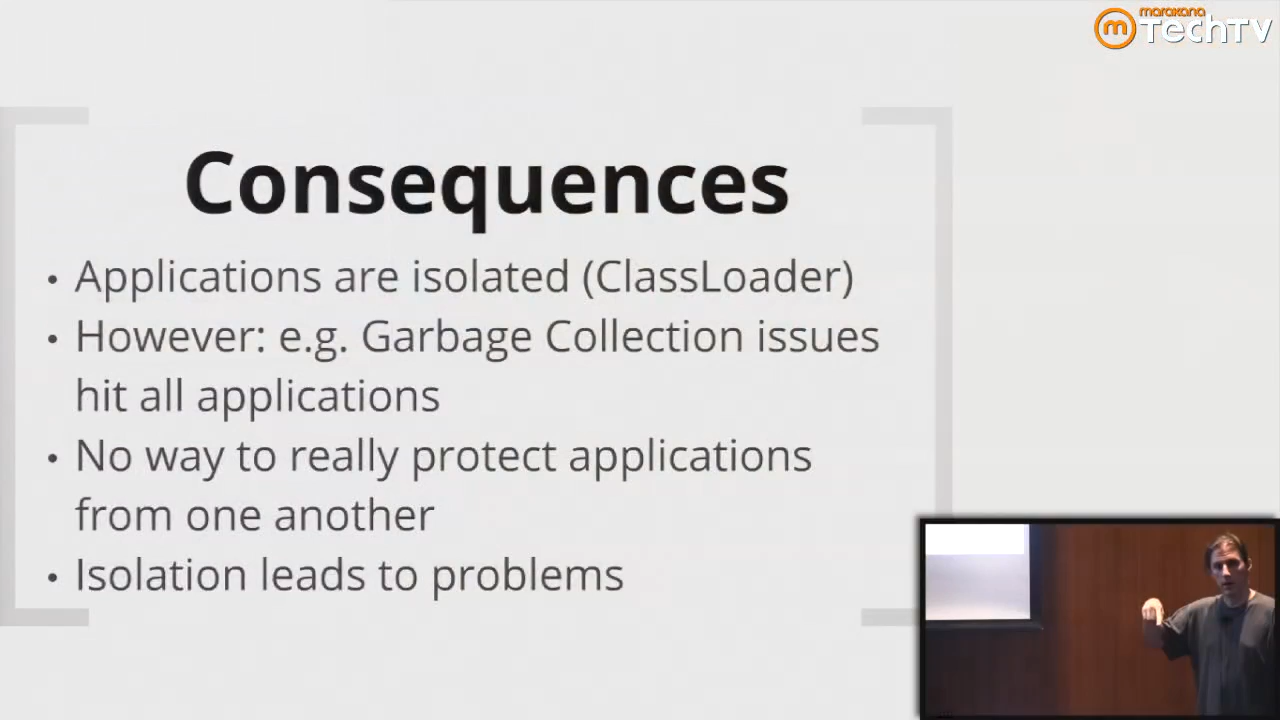 marakana
m TechTV
Consequences
• Applications are isolated (ClassLoader)
• However: e.g. Garbage Collection issues
hit all applications
• No way to really protect applications
from one another
• Isolation leads to problems